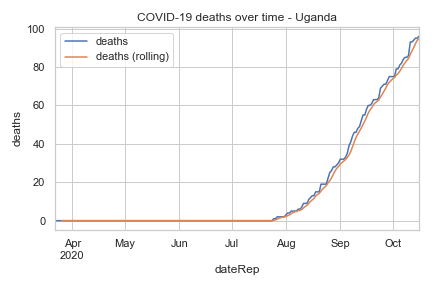 COVID-19 deaths over time - Uganda
deaths
deaths (rolling)
100
80
60
40
20
0
deaths
Apr
2020
May
Jun
Jul
Aug
Sep
Oct
dateRep